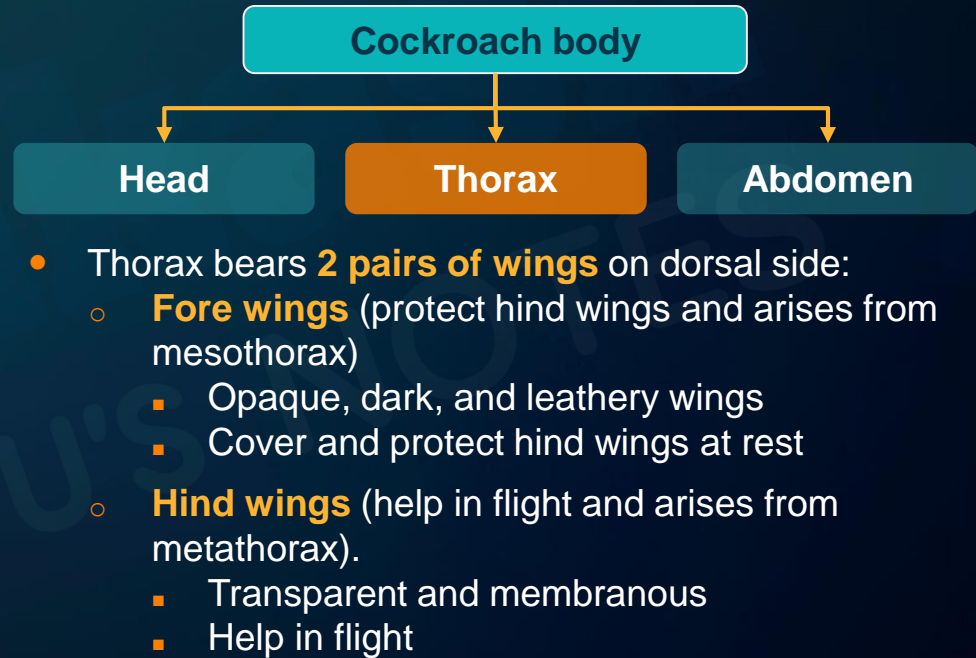 Cockroach body
Head
Thorax
Abdomen
• Thorax bears 2 pairs of wings on dorsal side:
○ Fore wings (protect hind wings and arises from
mesothorax)
■ Opaque, dark, and leathery wings
■ Cover and protect hind wings at rest
○ Hind wings (help in flight and arises from
metathorax).
■ Transparent and membranous
■ Help in flight
U'S NOTES